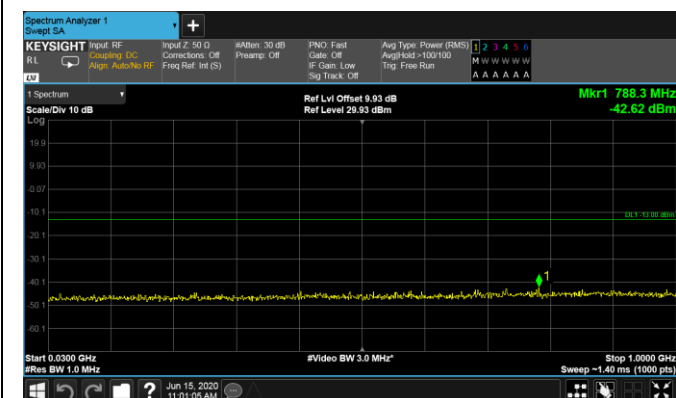 Spectrum Analyzer 1
Swept SA
+
KEYSIGHT Input: RF Input Z: 50 Ω #Atten: 30 dB PNO: Fast Avg Type: Power (RMS) 1 2 3 4 5 6
RL Coupling: DC Corrections: Off Preamp: Off Gate: Off Avg|Hold:>100/100 M W W W W W
Align: Auto/No RF Freq Ref: Int (S) IF Gain: Low Trig: Free Run
Sig Track: Off A A A A A A
LXI
1 Spectrum Ref Lvl Offset 9.93 dB Mkr1 788.3 MHz
Scale/Div 10 dB Ref Level 29.93 dBm -42.62 dBm
Log
19.9
9.93
-0.07
-10.1
DL1 -13.00 dBm
-20.1
-30.1
-40.1
1
-50.1
-60.1
Start 0.0300 GHz #Video BW 3.0 MHz* Stop 1.0000 GHz
#Res BW 1.0 MHz Sweep ~1.40 ms (1000 pts)
? Jun 15, 2020
11:01:05 AM